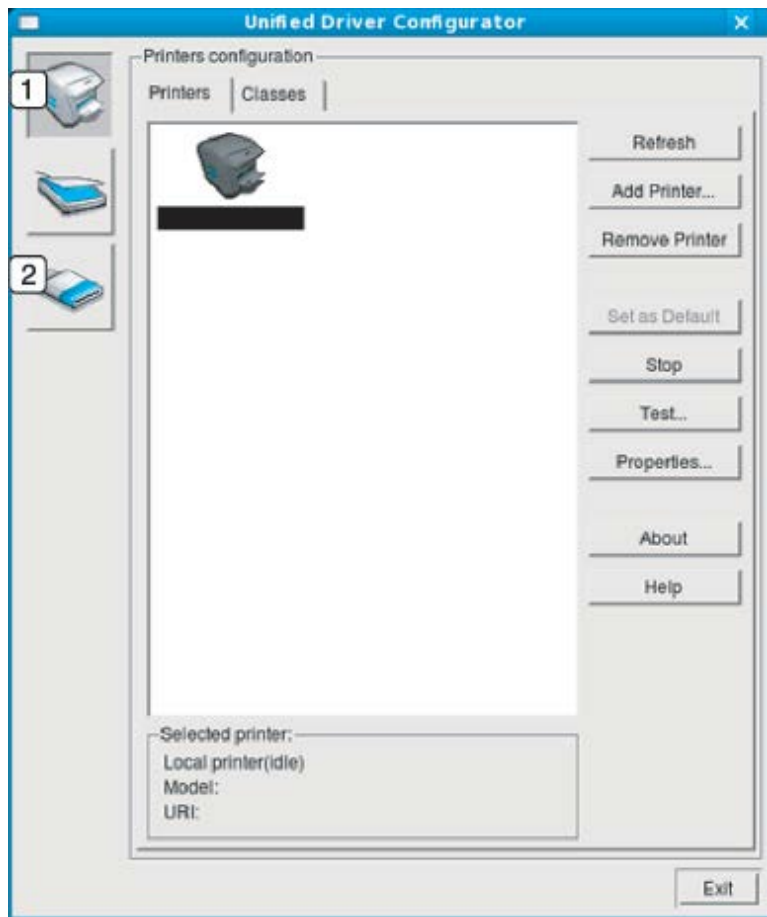 Unified Driver Configurator
1
2
Printers configuration
Printers
Classes
Refresh
Add Printer...
Remove Printer
Set as Default
Stop
Test...
Properties...
About
Help
Selected printer:
Local printer(idle)
Model:
URI:
Exit